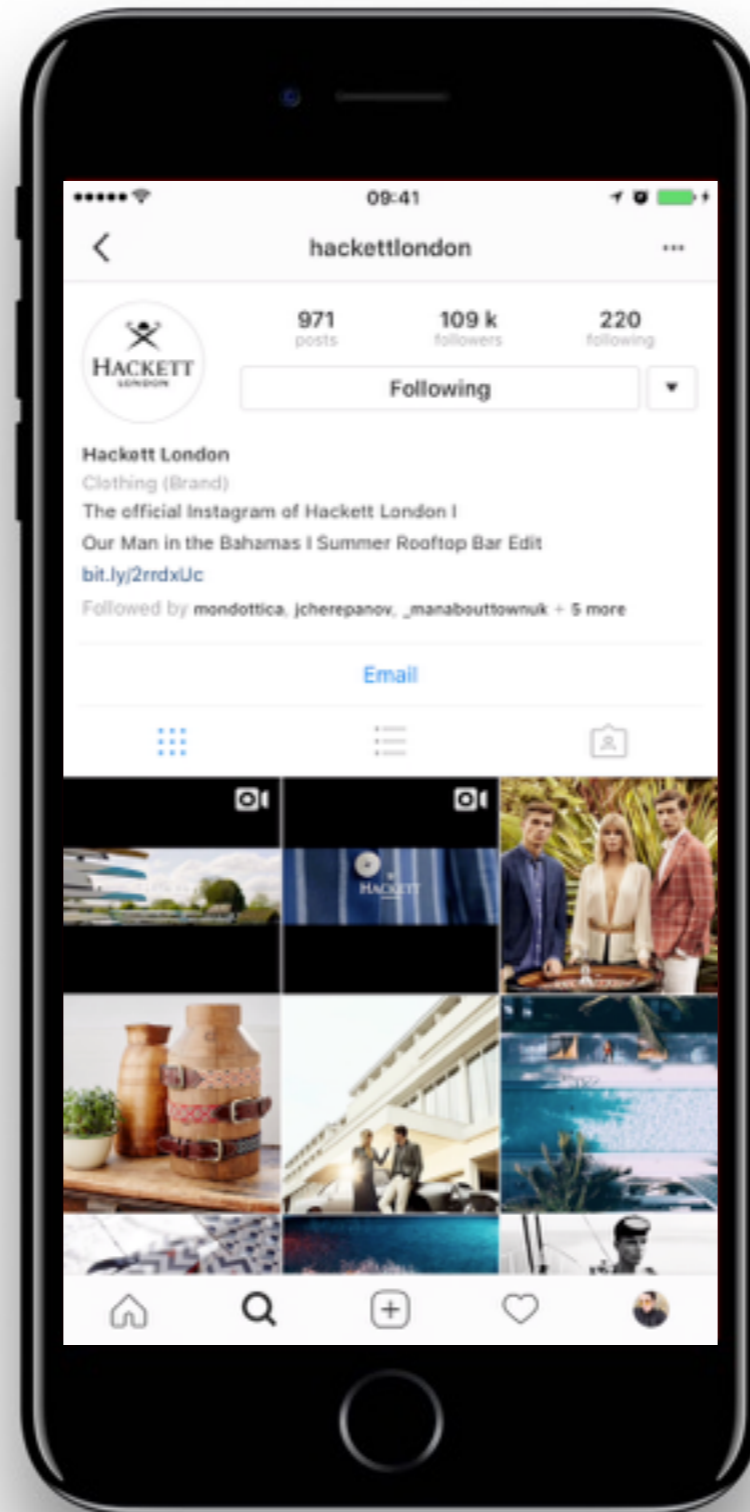 09:41
hackettlondon
971 109 k 220
posts followers following
HACKETT
LONDON
Following
Hackett London
Clothing (Brand)
The official Instagram of Hackett London I
Our Man in the Bahamas I Summer Rooftop Bar Edit
bit.ly/2rrdxUc
Followed by mondottica, jcherepanov, _manabouttownuk + 5 more
Email
HACKETT